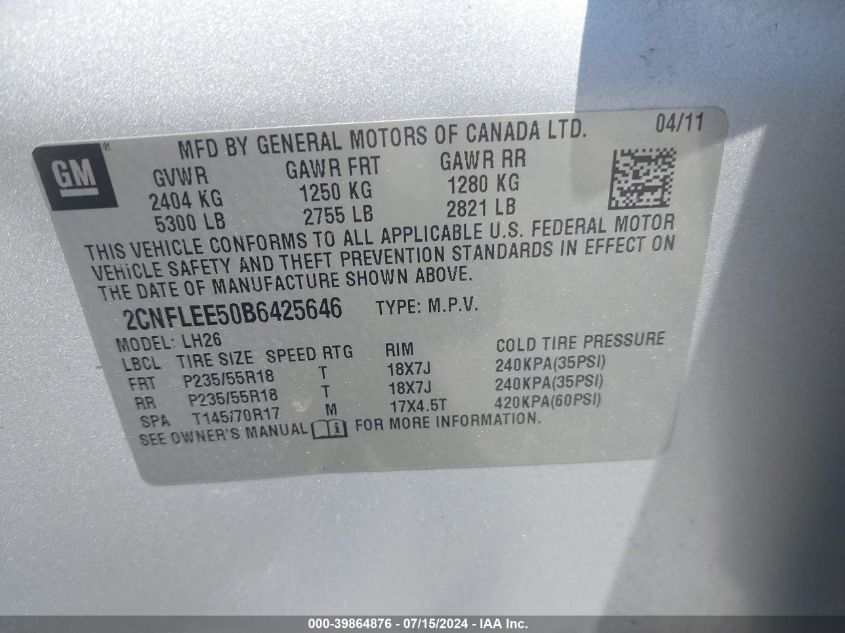 GM ® MFD BY GENERAL MOTORS OF CANADA LTD. 04/11
GVWR GAWR FRT GAWR RR
2404 KG 1250 KG 1280 KG
5300 LB 2755 LB 2821 LB
THIS VEHICLE CONFORMS TO ALL APPLICABLE U.S. FEDERAL MOTOR
VEHICLE SAFETY AND THEFT PREVENTION STANDARDS IN EFFECT ON
THE DATE OF MANUFACTURE SHOWN ABOVE.
2CNFLEE50B6425646 TYPE: M.P.V.
MODEL: LH26
LBCL TIRE SIZE SPEED RTG RIM COLD TIRE PRESSURE
FRT P235/55R18 T 18X7J 240KPA(35PSI)
RR P235/55R18 T 18X7J 240KPA(35PSI)
SPA T145/70R17 M 17X4.5T 420KPA(60PSI)
SEE OWNER'S MANUAL i FOR MORE INFORMATION.
000-39864876 / 07/15/2024 - IAA Inc.